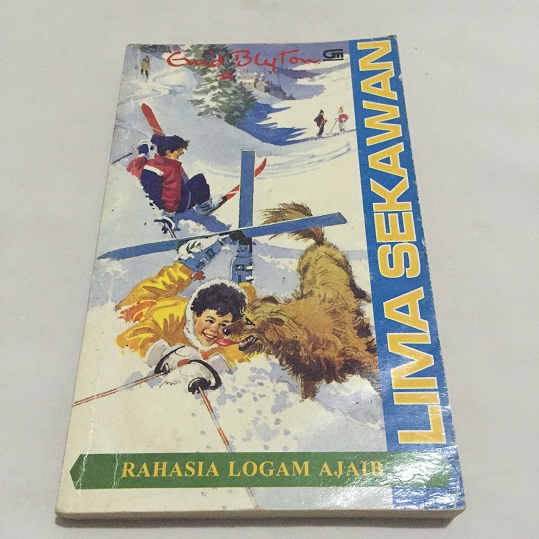 Enid Blyton
LIMA SEKAWAN
RAHASIA LOGAM AJAIB